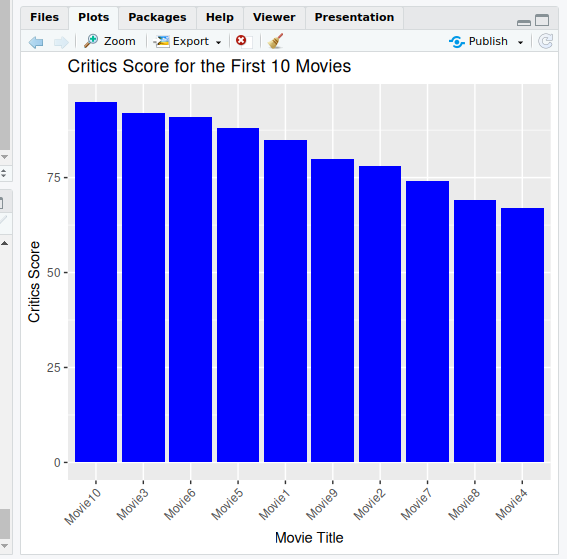 Files Plots Packages Help Viewer Presentation
Zoom Export Publish
Critics Score for the First 10 Movies
75
50
25
0
Critics Score
Movie10 Movie3 Movie6 Movie5 Movie1 Movie9 Movie2 Movie7 Movie8 Movie4
Movie Title